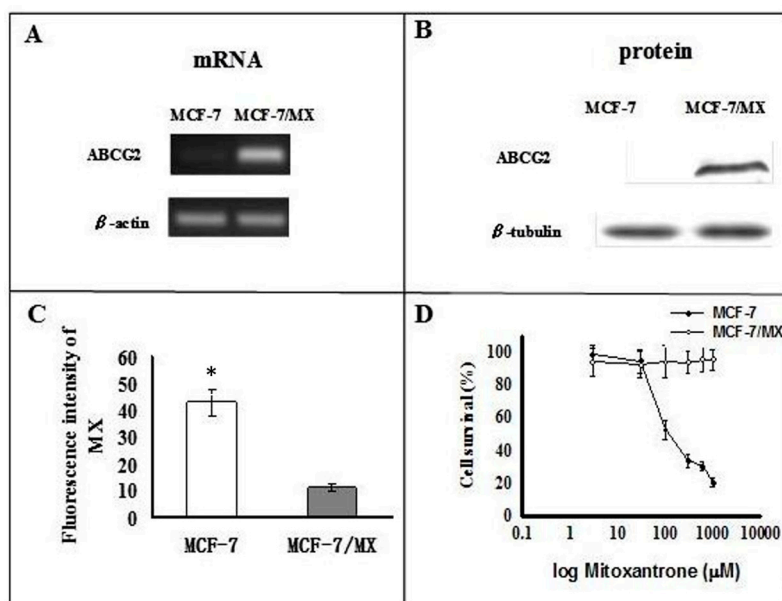 A
mRNA
MCF-7 MCF-7/MX
ABCG2
β-actin
B
protein
MCF-7 MCF-7/MX
ABCG2
β-tubulin
C
Fluorescence intensity of
MX
60
50
40
30
20
10
0
*
MCF-7 MCF-7/MX
D
MCF-7
MCF-7/MX
Cell survival (%)
100
80
60
40
20
0
0.1 1 10 100 1000 10000
log Mitoxantrone (μM)